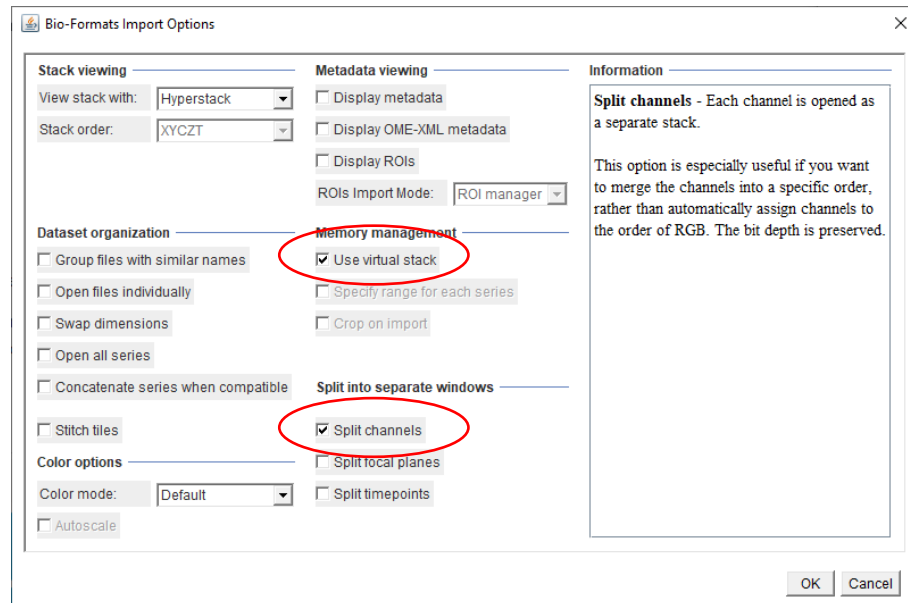 Bio-Formats Import Options
Stack viewing
View stack with: Hyperstack
Stack order: XYCZT
Metadata viewing
Display metadata
Display OME-XML metadata
Display ROIs
ROIs Import Mode: ROI manager
Dataset organization
Group files with similar names
Open files individually
Swap dimensions
Open all series
Concatenate series when compatible
Stitch tiles
Memory management
Use virtual stack
Specify range for each series
Crop on import
Split into separate windows
Split channels
Split focal planes
Split timepoints
Color options
Color mode: Default
Autoscale
Information
Split channels - Each channel is opened as
a separate stack.
This option is especially useful if you want
to merge the channels into a specific order,
rather than automatically assign channels to
the order of RGB. The bit depth is preserved.
OK Cancel